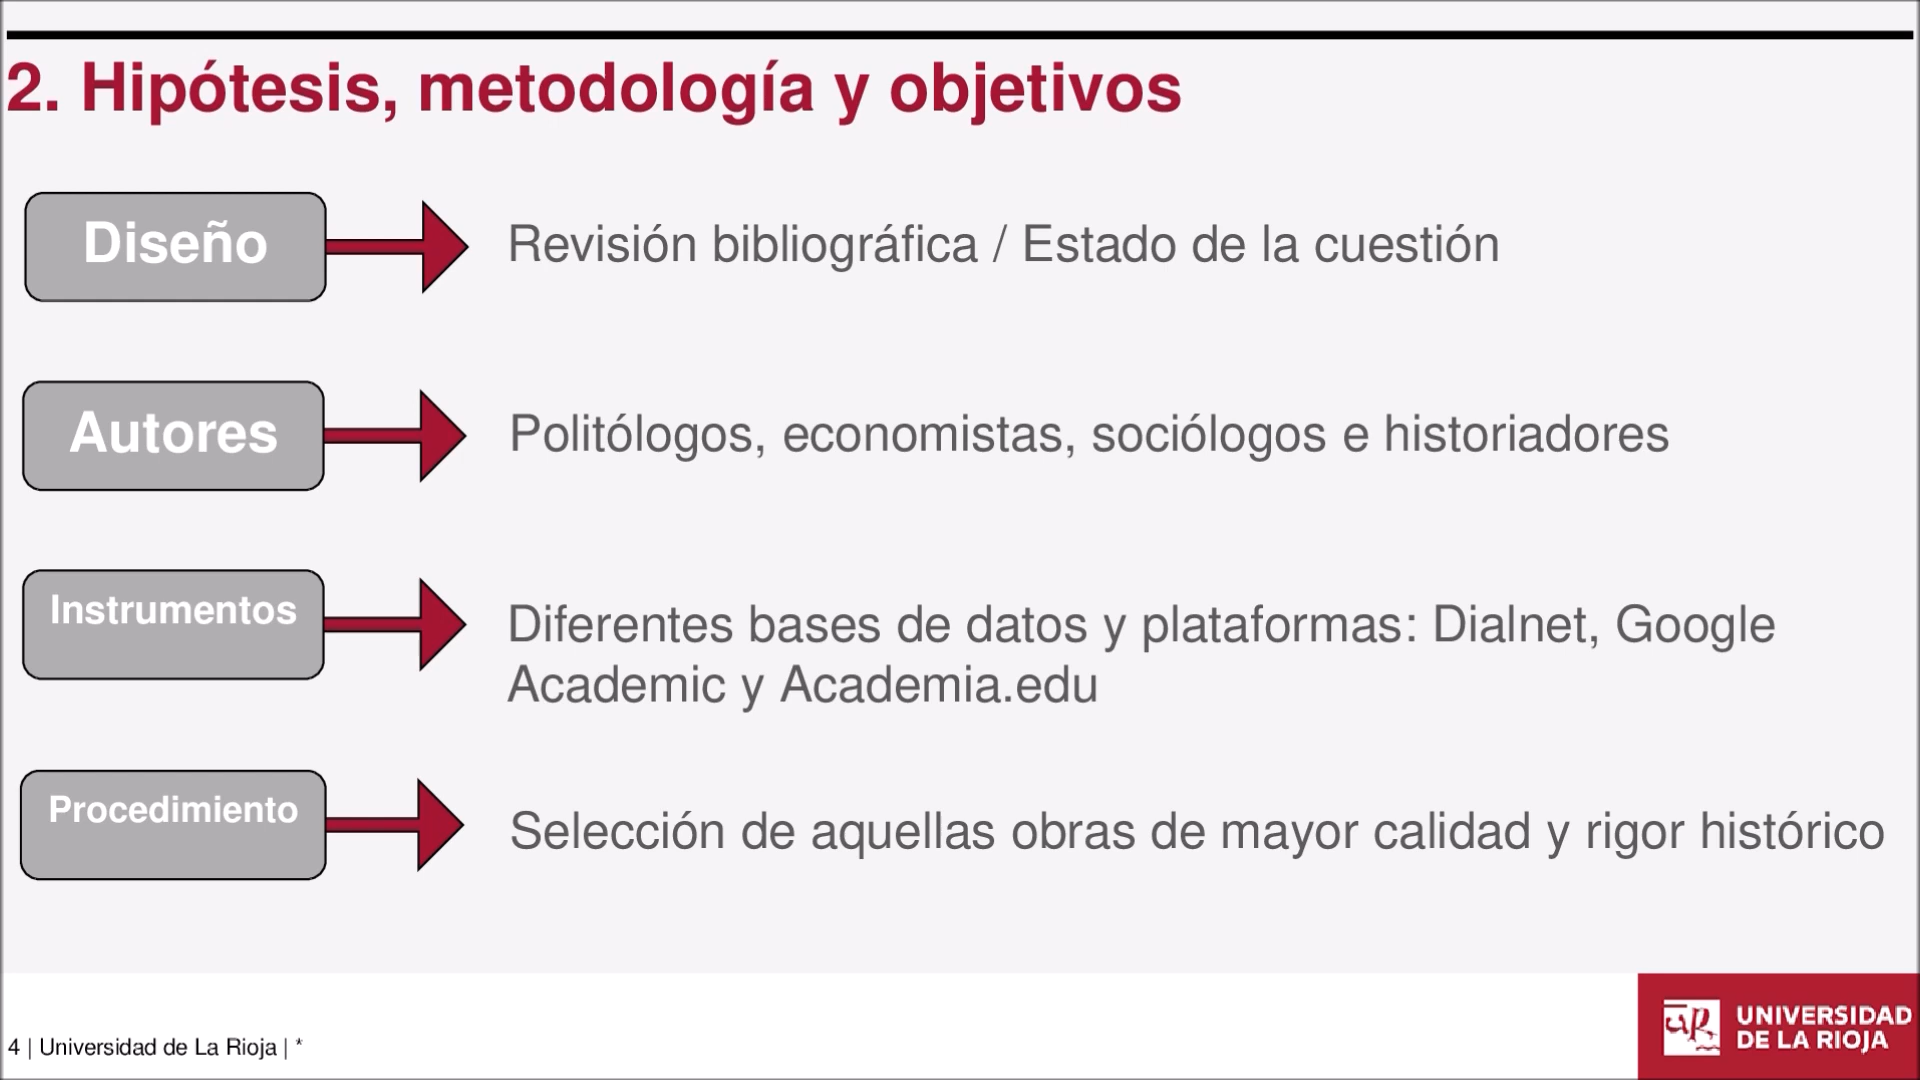 2. Hipótesis, metodología y objetivos
Diseño
Revisión bibliográfica / Estado de la cuestión
Autores
Politólogos, economistas, sociólogos e historiadores
Instrumentos
Diferentes bases de datos y plataformas: Dialnet, Google
Academic y Academia.edu
Procedimiento
Selección de aquellas obras de mayor calidad y rigor histórico
4 | Universidad de La Rioja | *
UR
UNIVERSIDAD
DE LA RIOJA